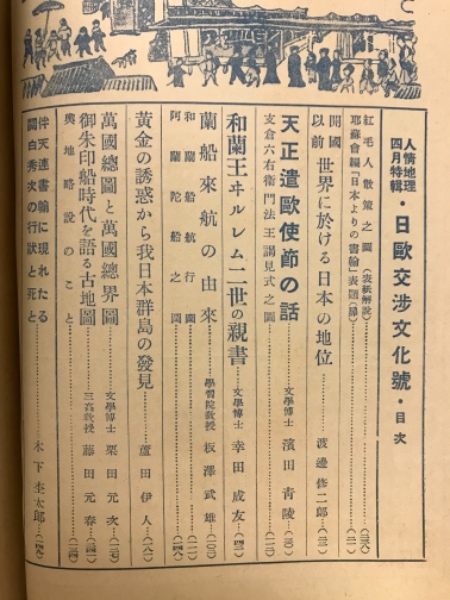 人情地理
四月特輯・日歐交渉文化號・目次
紅毛人散策之圖(表紙解說)
耶蘇會編「日本よりの書翰」表題(扉)
開國以前 世界に於ける日本の地位 渡邊修二郎
天正遣歐使節の話 文學博士 濱田青陵
支倉六右衞門法王謁見式之圖
和蘭王ヰルレム二世の親書 文學博士 幸田成友
蘭船來航の由來 學習院教授 板澤武雄
和蘭船航行圖
阿蘭陀船之圖
黃金の誘惑から我日本群島の發見 蘆田伊人
萬國總圖と萬國總界圖 文學博士 栗田元次
御朱印船時代を語る古地圖 三高教授 藤田元春
輿地略說のこと
伴天連書翰に現れたる
關白秀次の行狀と死と 木下杢太郎